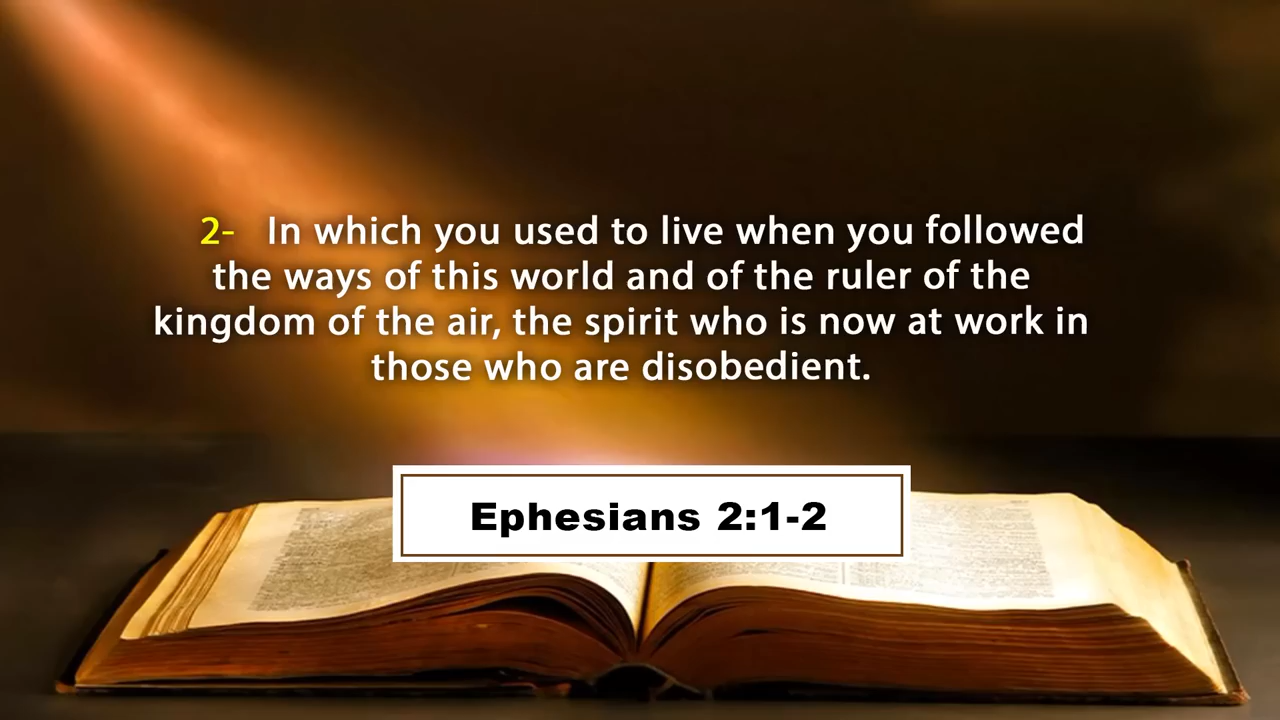 2- In which you used to live when you followed
the ways of this world and of the ruler of the
kingdom of the air, the spirit who is now at work in
those who are disobedient.
Ephesians 2:1-2